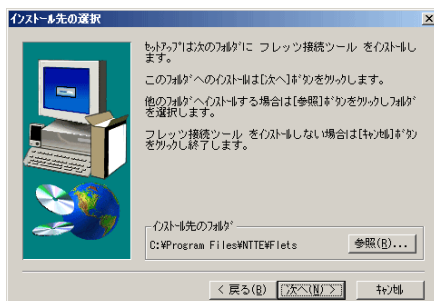 インストール先の選択
セットアップは次のフォルダに フレッツ接続ツール をインストールし
ます。
このフォルダへのインストールは[次へ]ボタンをクリックします。
他のフォルダへインストールする場合は[参照]ボタンをクリックしフォルダ
を選択します。
フレッツ接続ツール をインストールしない場合は[キャンセル]ボタン
をクリックし終了します。
インストール先のフォルダ
C:¥Program Files¥NTTE¥Flets
参照(R)...
< 戻る(B)
次へ(N) >
キャンセル